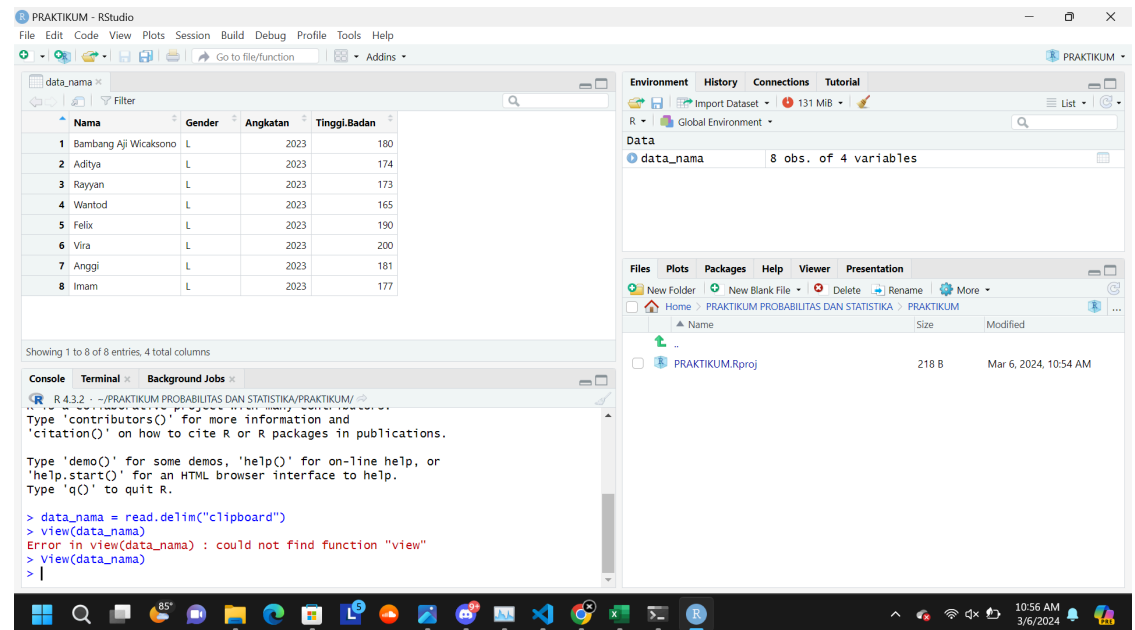 PRAKTIKUM - RStudio
File Edit Code View Plots Session Build Debug Profile Tools Help
Go to file/function
Addins
PRAKTIKUM
data_nama
Filter
Nama Gender Angkatan Tinggi.Badan
1 Bambang Aji Wicaksono L 2023 180
2 Aditya L 2023 174
3 Rayyan L 2023 173
4 Wantod L 2023 165
5 Felix L 2023 190
6 Vira L 2023 200
7 Anggi L 2023 181
8 Imam L 2023 177
Showing 1 to 8 of 8 entries, 4 total columns
Console Terminal Background Jobs
R 4.3.2 · ~/PRAKTIKUM PROBABILITAS DAN STATISTIKA/PRAKTIKUM/
R is a collaborative project with many contributors.
Type 'contributors()' for more information and
'citation()' on how to cite R or R packages in publications.
Type 'demo()' for some demos, 'help()' for on-line help, or
'help.start()' for an HTML browser interface to help.
Type 'q()' to quit R.
> data_nama = read.delim("clipboard")
> view(data_nama)
Error in view(data_nama) : could not find function "view"
> View(data_nama)
>
Environment History Connections Tutorial
Import Dataset 131 MiB List
R Global Environment
Data
data_nama 8 obs. of 4 variables
Files Plots Packages Help Viewer Presentation
New Folder New Blank File Delete Rename More
Home > PRAKTIKUM PROBABILITAS DAN STATISTIKA > PRAKTIKUM
Name Size Modified
..
PRAKTIKUM.Rproj 218 B Mar 6, 2024, 10:54 AM
85°
L 5
9+
10:56 AM
3/6/2024
PRE